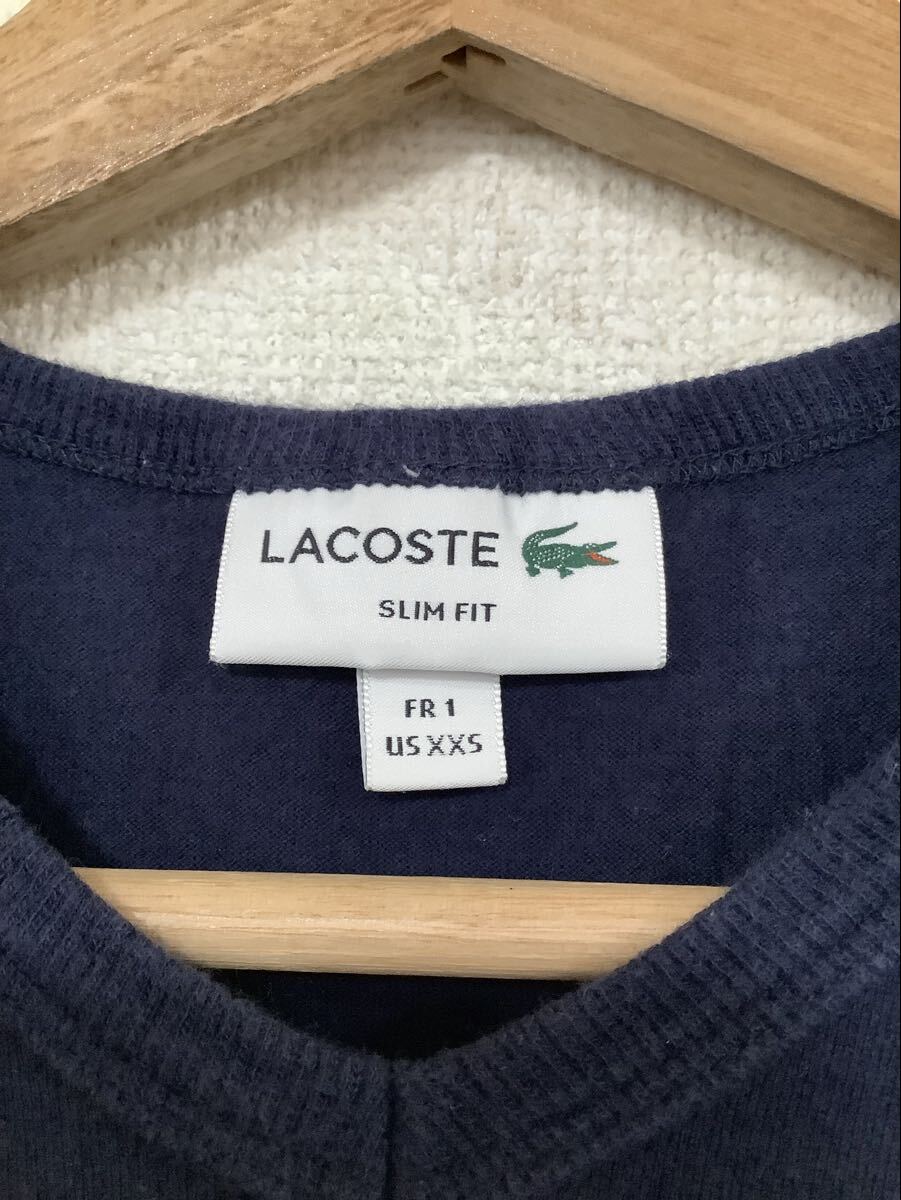 LACOSTE
SLIM FIT
FR 1
US XXS